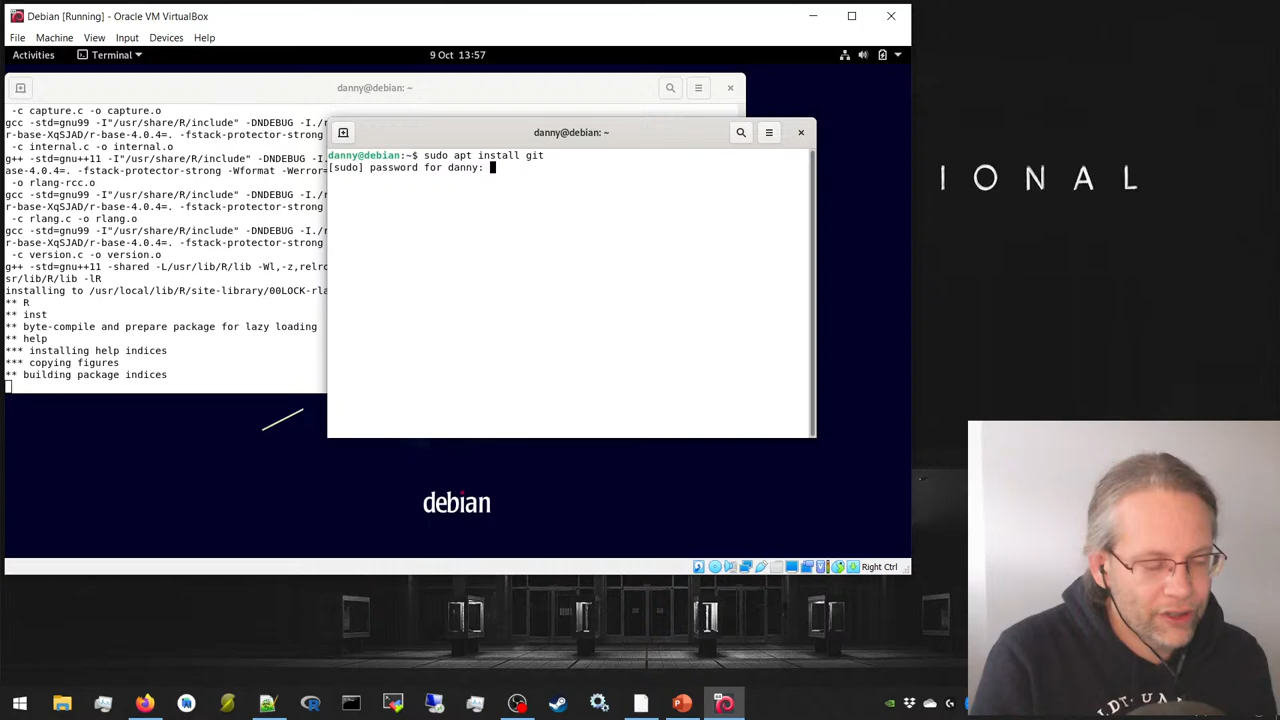 Debian [Running] - Oracle VM VirtualBox
File Machine View Input Devices Help
Activities Terminal 9 Oct 13:57
danny@debian: ~
-c capture.c -o capture.o
gcc -std=gnu99 -I"/usr/share/R/include" -DNDEBUG -I./r
r-base-XqSJAD/r-base-4.0.4=. -fstack-protector-strong
-c internal.c -o internal.o
g++ -std=gnu++11 -I"/usr/share/R/include" -DNDEBUG -I.
ase-4.0.4=. -fstack-protector-strong -Wformat -Werror=
-o rlang-rcc.o
gcc -std=gnu99 -I"/usr/share/R/include" -DNDEBUG -I./r
r-base-XqSJAD/r-base-4.0.4=. -fstack-protector-strong
-c rlang.c -o rlang.o
gcc -std=gnu99 -I"/usr/share/R/include" -DNDEBUG -I./r
r-base-XqSJAD/r-base-4.0.4=. -fstack-protector-strong
-c version.c -o version.o
g++ -std=gnu++11 -shared -L/usr/lib/R/lib -Wl,-z,relro
sr/lib/R/lib -lR
installing to /usr/local/lib/R/site-library/00LOCK-rla
** R
** inst
** byte-compile and prepare package for lazy loading
** help
*** installing help indices
*** copying figures
** building package indices
danny@debian: ~
danny@debian:~$ sudo apt install git
[sudo] password for danny:
debian
Right Ctrl
IONAL